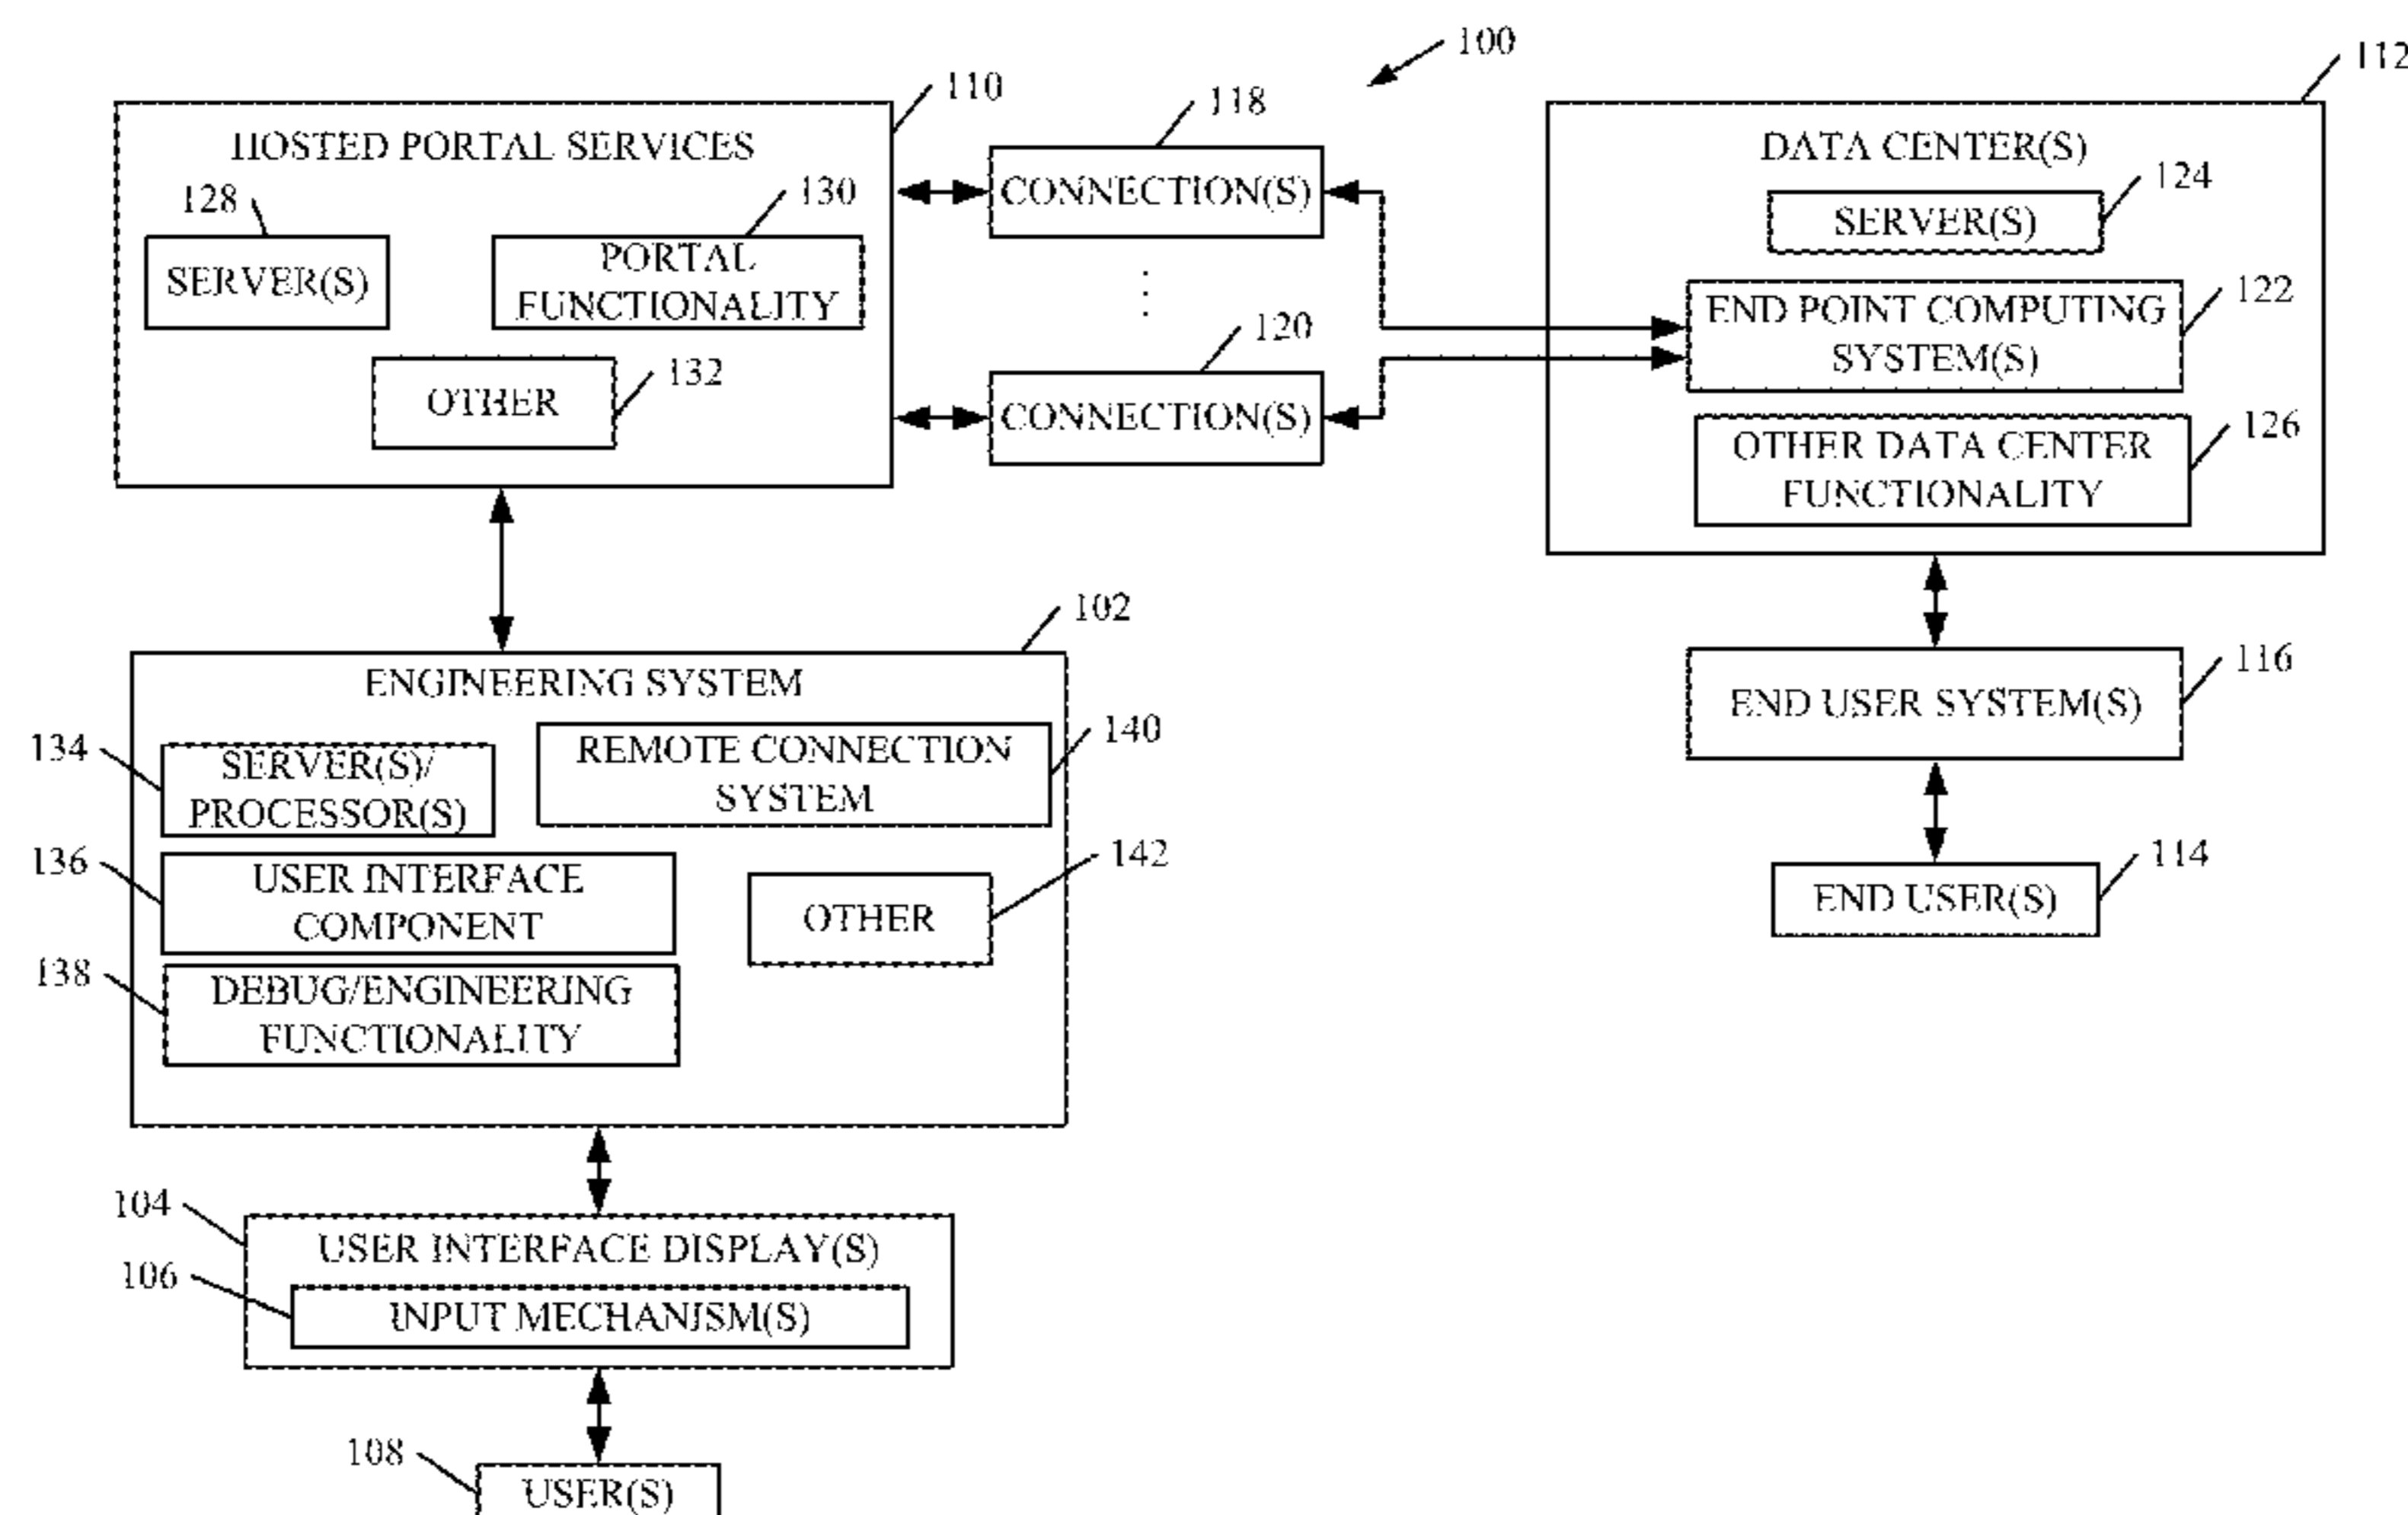 100
110
118
112
HOSTED PORTAL SERVICES
128
130
SERVER(S)
PORTAL
FUNCTIONALITY
OTHER
132
CONNECTION(S)
120
CONNECTION(S)
DATA CENTER(S)
124
SERVER(S)
END POINT COMPUTING
SYSTEM(S)
122
OTHER DATA CENTER
FUNCTIONALITY
126
102
ENGINEERING SYSTEM
134
SERVER(S)/
PROCESSOR(S)
REMOTE CONNECTION
SYSTEM
140
136
USER INTERFACE
COMPONENT
OTHER
142
138
DEBUG/ENGINEERING
FUNCTIONALITY
END USER SYSTEM(S)
116
END USER(S)
114
104
USER INTERFACE DISPLAY(S)
106
INPUT MECHANISM(S)
108
USER(S)